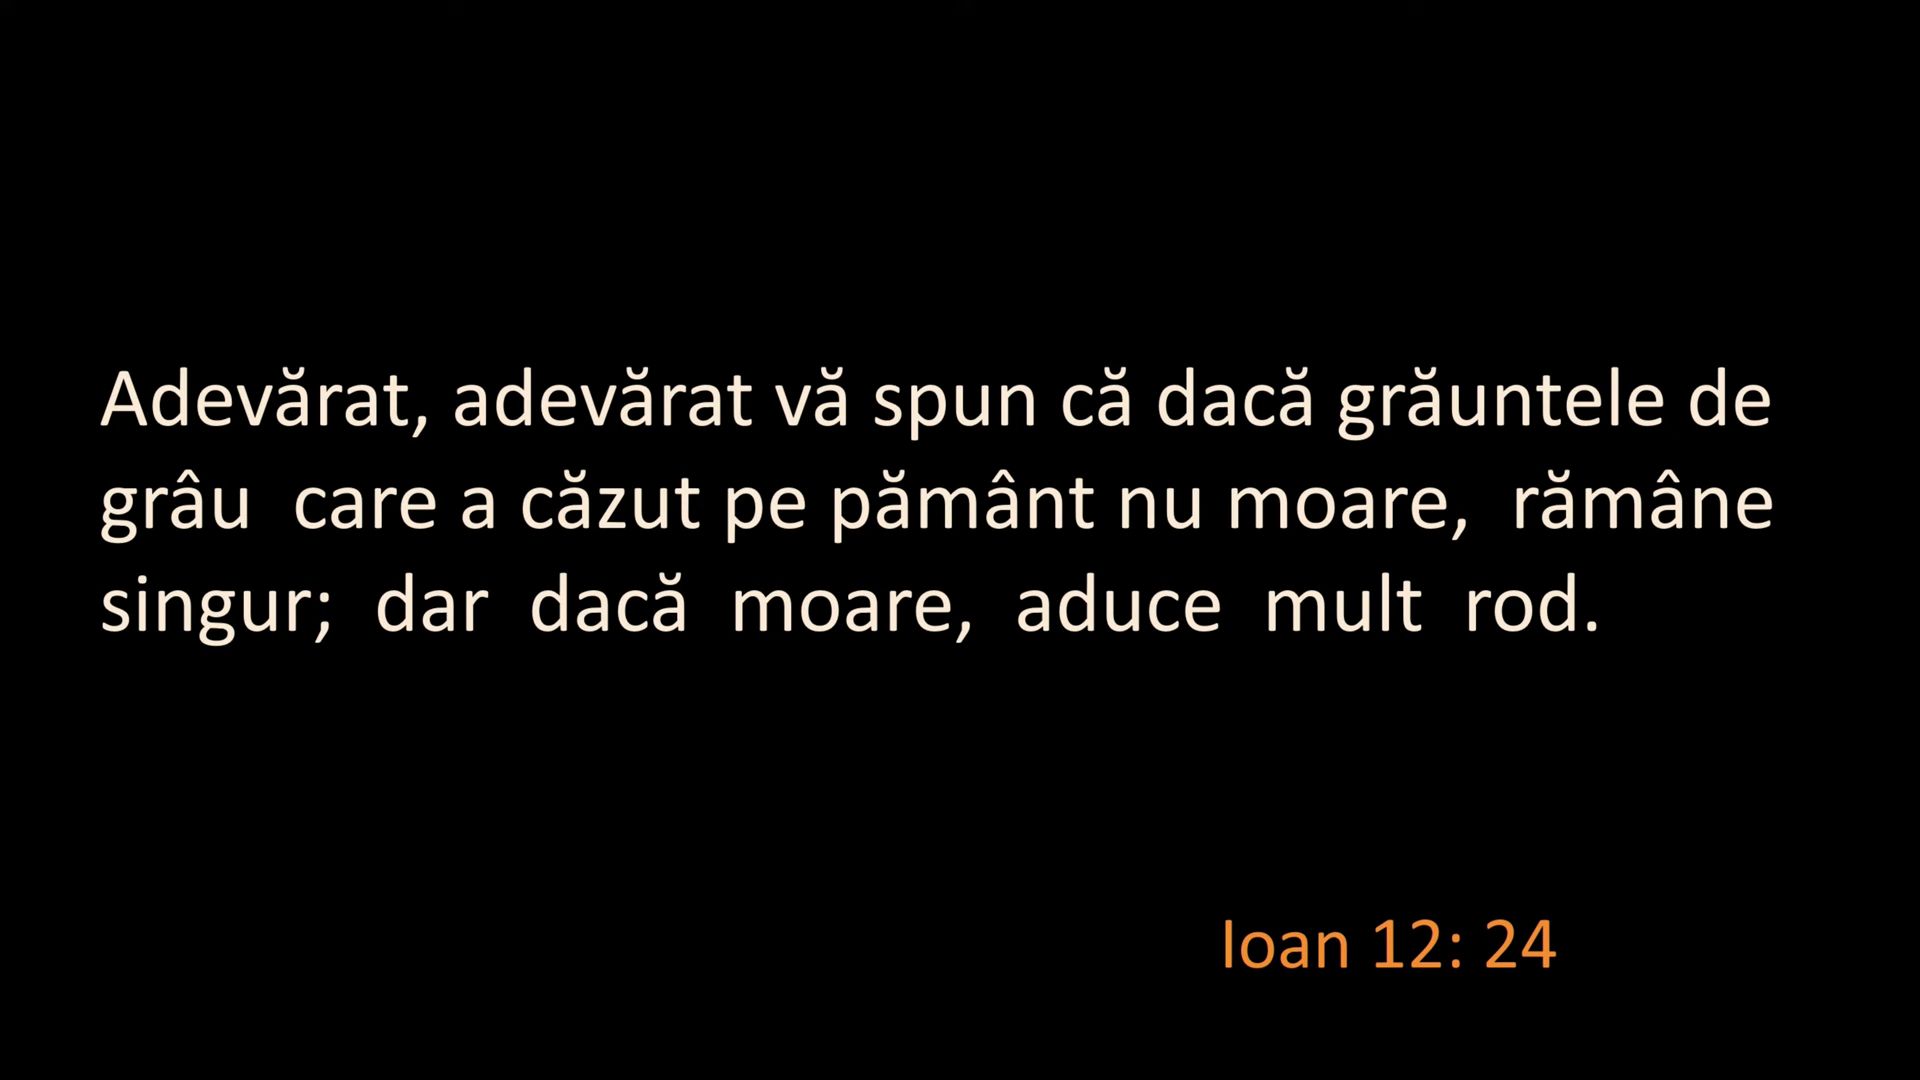 Adevărat, adevărat vă spun că dacă grăuntele de
grâu care a căzut pe pământ nu moare, rămâne
singur; dar dacă moare, aduce mult rod.
Ioan 12: 24